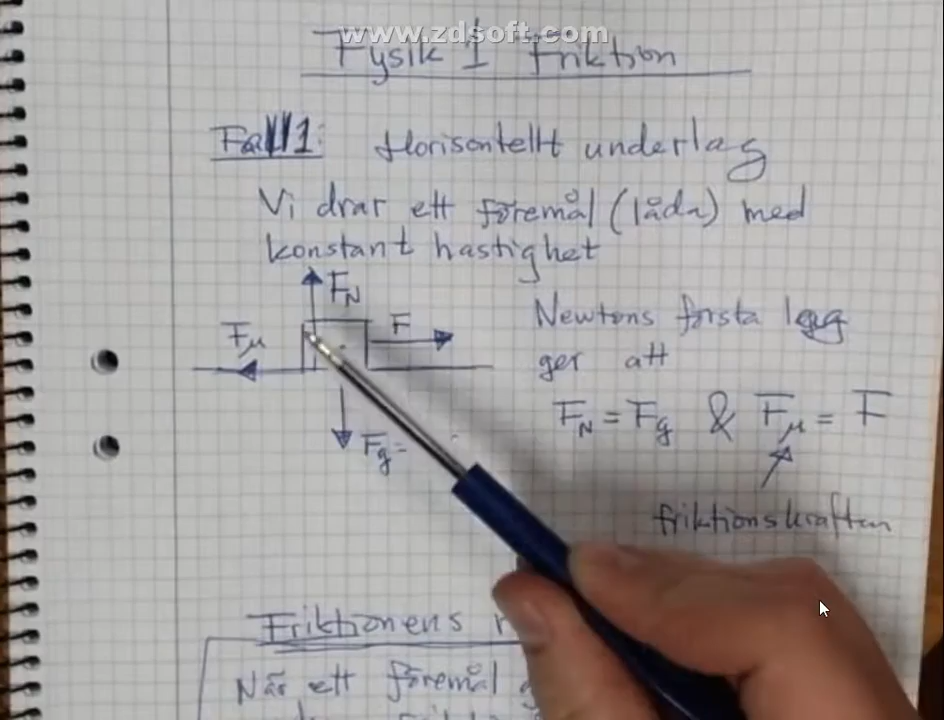 www.zdsoft.com
Fysik 1 Friktion
Fall 1: Horisontellt underlag
Vi drar ett föremål (låda) med
konstant hastighet
F_N
F_μ
F
F_g=
Newtons första lag
ger att
F_N = F_g & F_μ = F
friktionskraften
Friktionens
När ett föremål